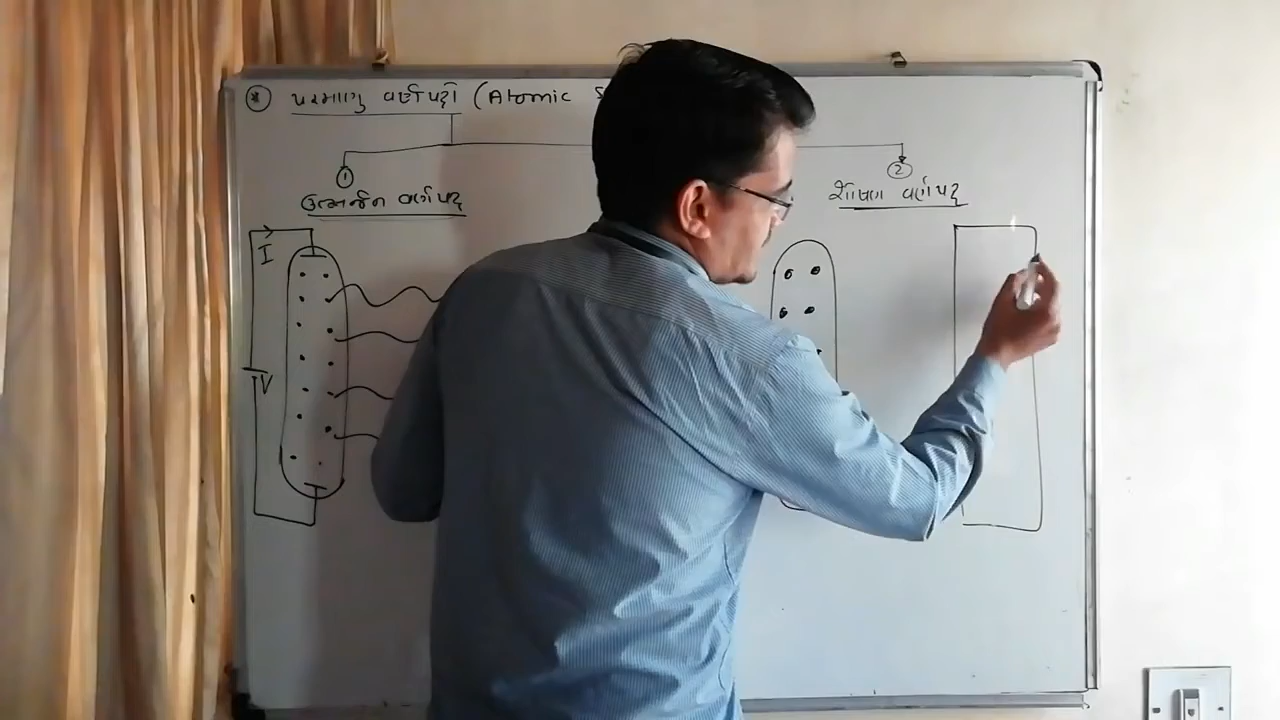 * પરમાણુ વર્ણપટ્ટો (Atomic S
① ②
ઉત્સર્જન વર્ણપટ્ટ
શોષણ વર્ણપટ્ટ
I
V